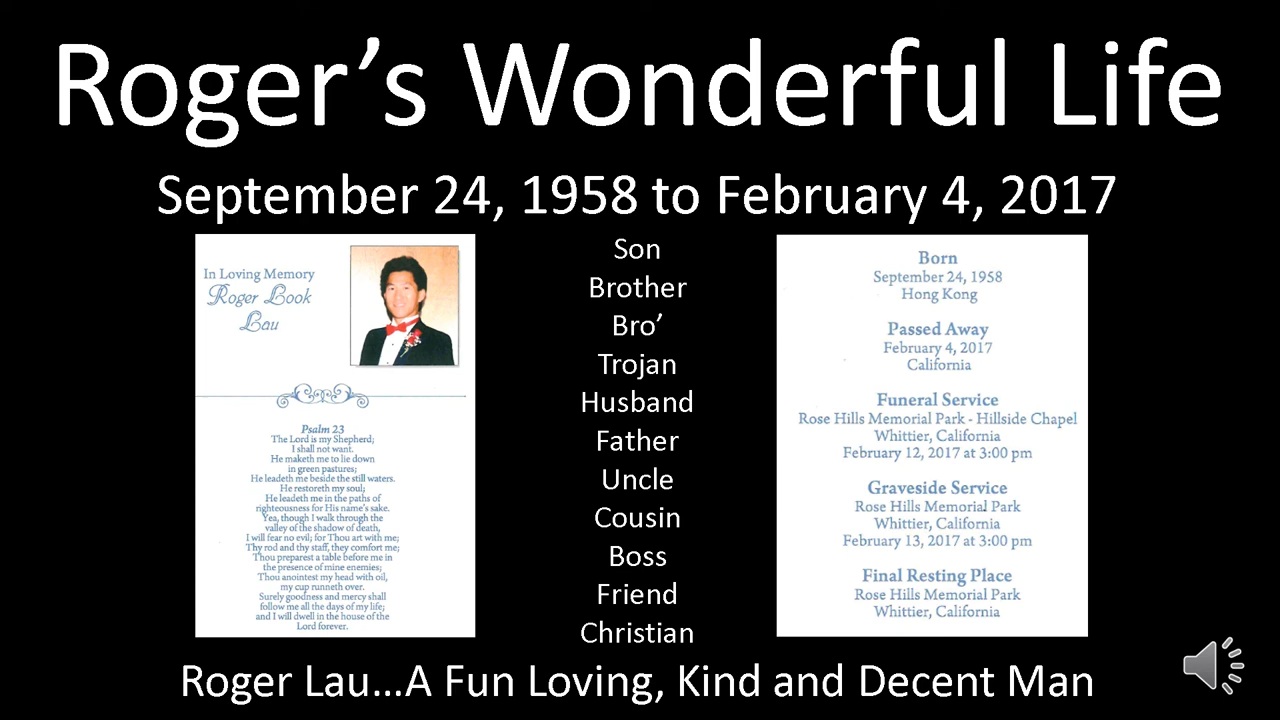 Roger’s Wonderful Life
September 24, 1958 to February 4, 2017
In Loving Memory
Roger Look
Lau
Psalm 23
The Lord is my Shepherd;
I shall not want.
He maketh me to lie down
in green pastures;
He leadeth me beside the still waters.
He restoreth my soul;
He leadeth me in the paths of
righteousness for His name's sake.
Yea, though I walk through the
valley of the shadow of death,
I will fear no evil; for Thou art with me;
Thy rod and thy staff, they comfort me;
Thou preparest a table before me in
the presence of mine enemies;
Thou anointest my head with oil,
my cup runneth over.
Surely goodness and mercy shall
follow me all the days of my life;
and I will dwell in the house of the
Lord forever.
Son
Brother
Bro’
Trojan
Husband
Father
Uncle
Cousin
Boss
Friend
Christian
Born
September 24, 1958
Hong Kong
Passed Away
February 4, 2017
California
Funeral Service
Rose Hills Memorial Park - Hillside Chapel
Whittier, California
February 12, 2017 at 3:00 pm
Graveside Service
Rose Hills Memorial Park
Whittier, California
February 13, 2017 at 3:00 pm
Final Resting Place
Rose Hills Memorial Park
Whittier, California
Roger Lau…A Fun Loving, Kind and Decent Man